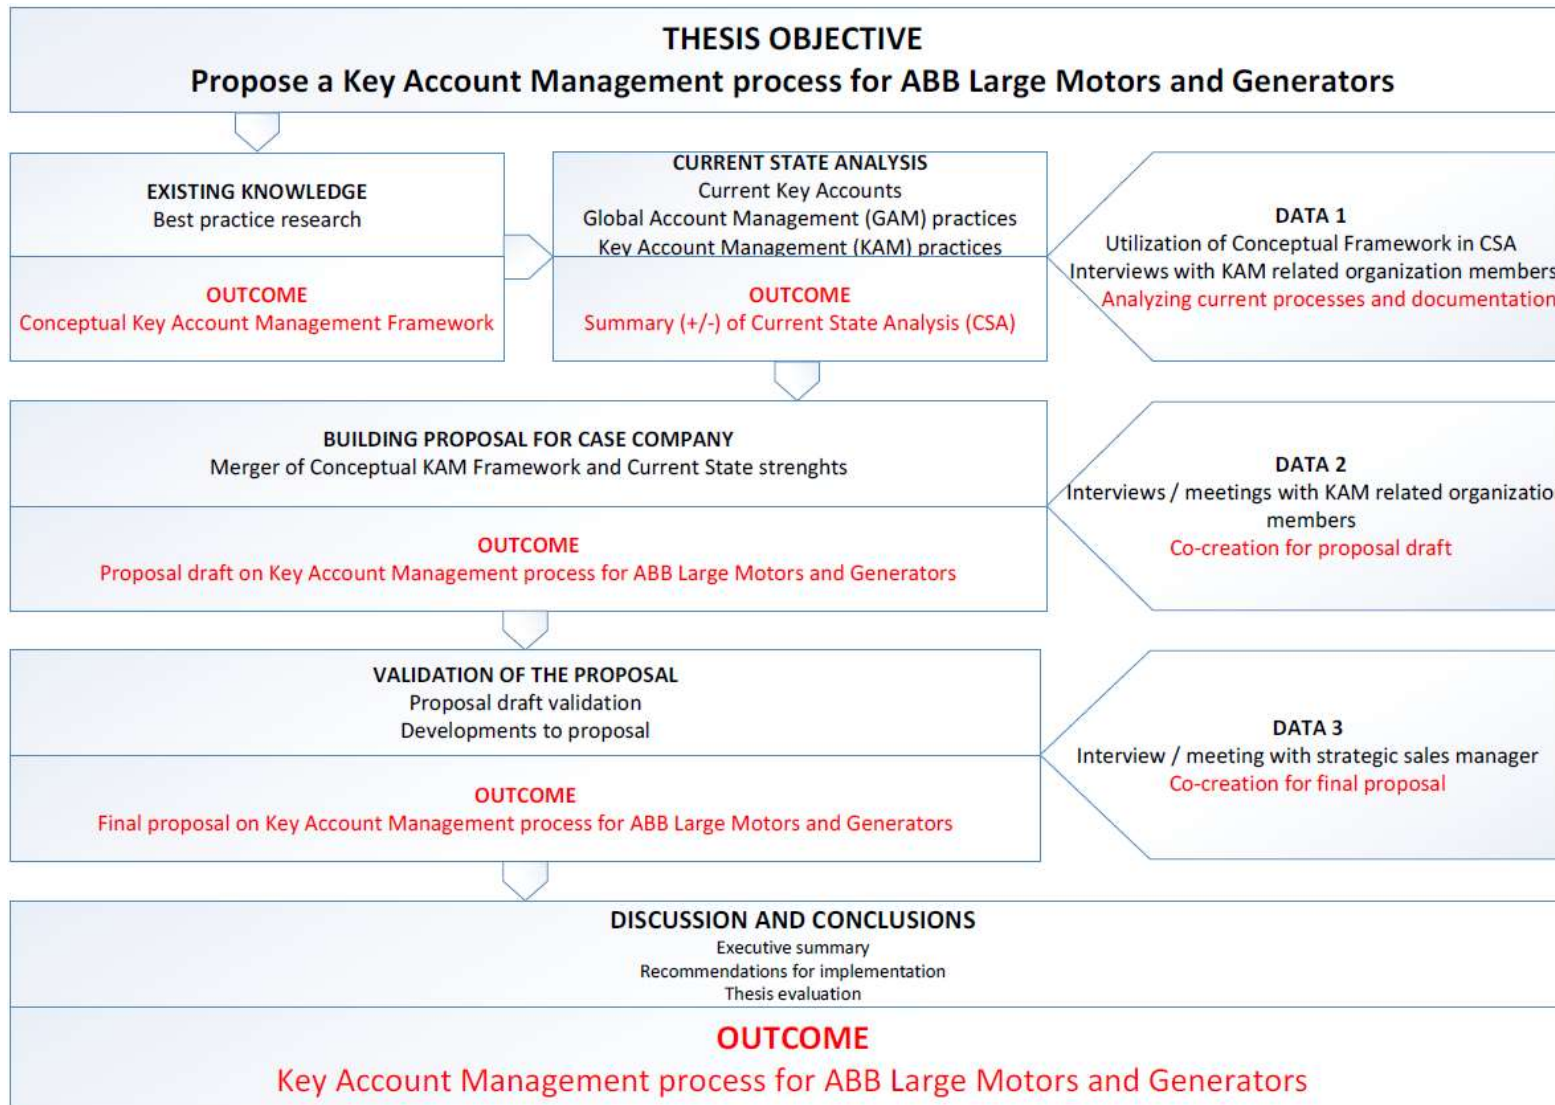 THESIS OBJECTIVE
Propose a Key Account Management process for ABB Large Motors and Generators
EXISTING KNOWLEDGE
Best practice research
OUTCOME
Conceptual Key Account Management Framework
CURRENT STATE ANALYSIS
Current Key Accounts
Global Account Management (GAM) practices
Key Account Management (KAM) practices
OUTCOME
Summary (+/-) of Current State Analysis (CSA)
DATA 1
Utilization of Conceptual Framework in CSA
Interviews with KAM related organization members
Analyzing current processes and documentation
BUILDING PROPOSAL FOR CASE COMPANY
Merger of Conceptual KAM Framework and Current State strenghts
OUTCOME
Proposal draft on Key Account Management process for ABB Large Motors and Generators
DATA 2
Interviews / meetings with KAM related organizatio
members
Co-creation for proposal draft
VALIDATION OF THE PROPOSAL
Proposal draft validation
Developments to proposal
OUTCOME
Final proposal on Key Account Management process for ABB Large Motors and Generators
DATA 3
Interview / meeting with strategic sales manager
Co-creation for final proposal
DISCUSSION AND CONCLUSIONS
Executive summary
Recommendations for implementation
Thesis evaluation
OUTCOME
Key Account Management process for ABB Large Motors and Generators